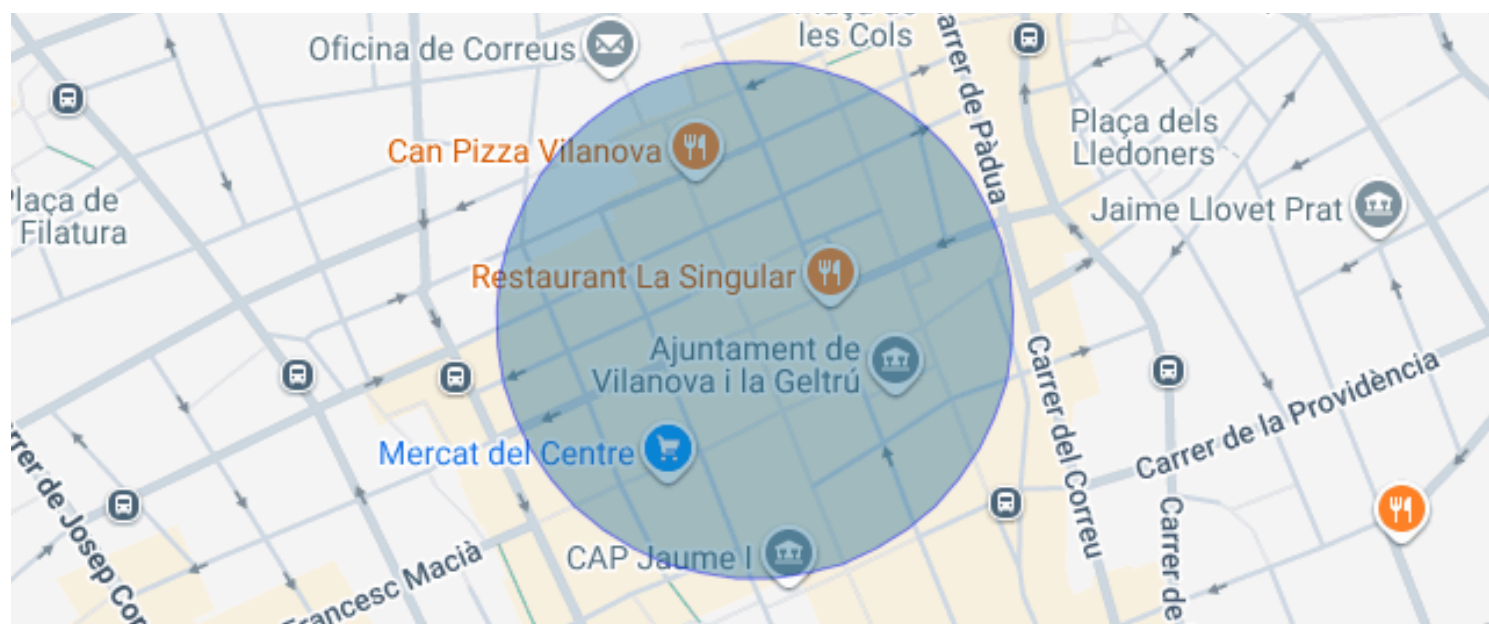 Oficina de Correus
les Cols
Carrer de Pàdua
Can Pizza Vilanova
Plaça dels
Lledoners
Plaça de
Filatura
Jaime Llovet Prat
Restaurant La Singular
Ajuntament de
Vilanova i la Geltrú
Carrer del Correu
Carrer de la Providència
Mercat del Centre
CAP Jaume I
Francesc Macià
de Josep
Carrer de